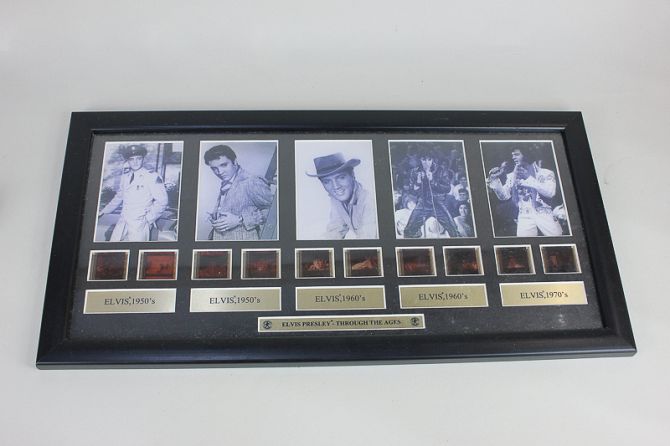 ELVIS®, 1950's
ELVIS®, 1950's
ELVIS®, 1960's
ELVIS®, 1960's
ELVIS®, 1970's
ELVIS PRESLEY® - THROUGH THE AGES